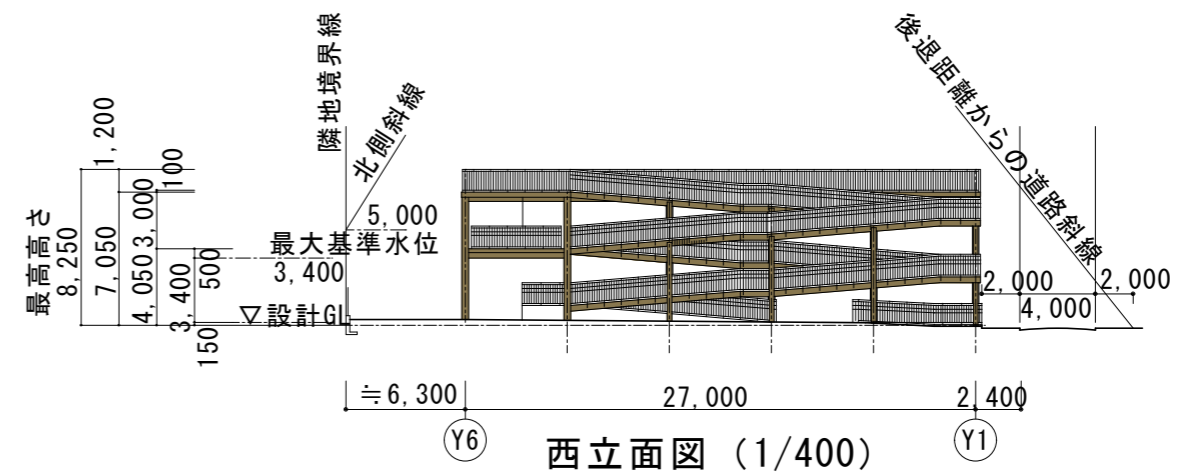 隣地境界線
北側斜線
後退距離からの道路斜線
1,200
100
最高高さ
8,250
7,050
3,000
4,050
3,400
500
150
5,000
最大基準水位
3,400
▽設計GL
2,000
4,000
2,000
≒6,300
27,000
2,400
Y6
Y1
西立面図 (1/400)